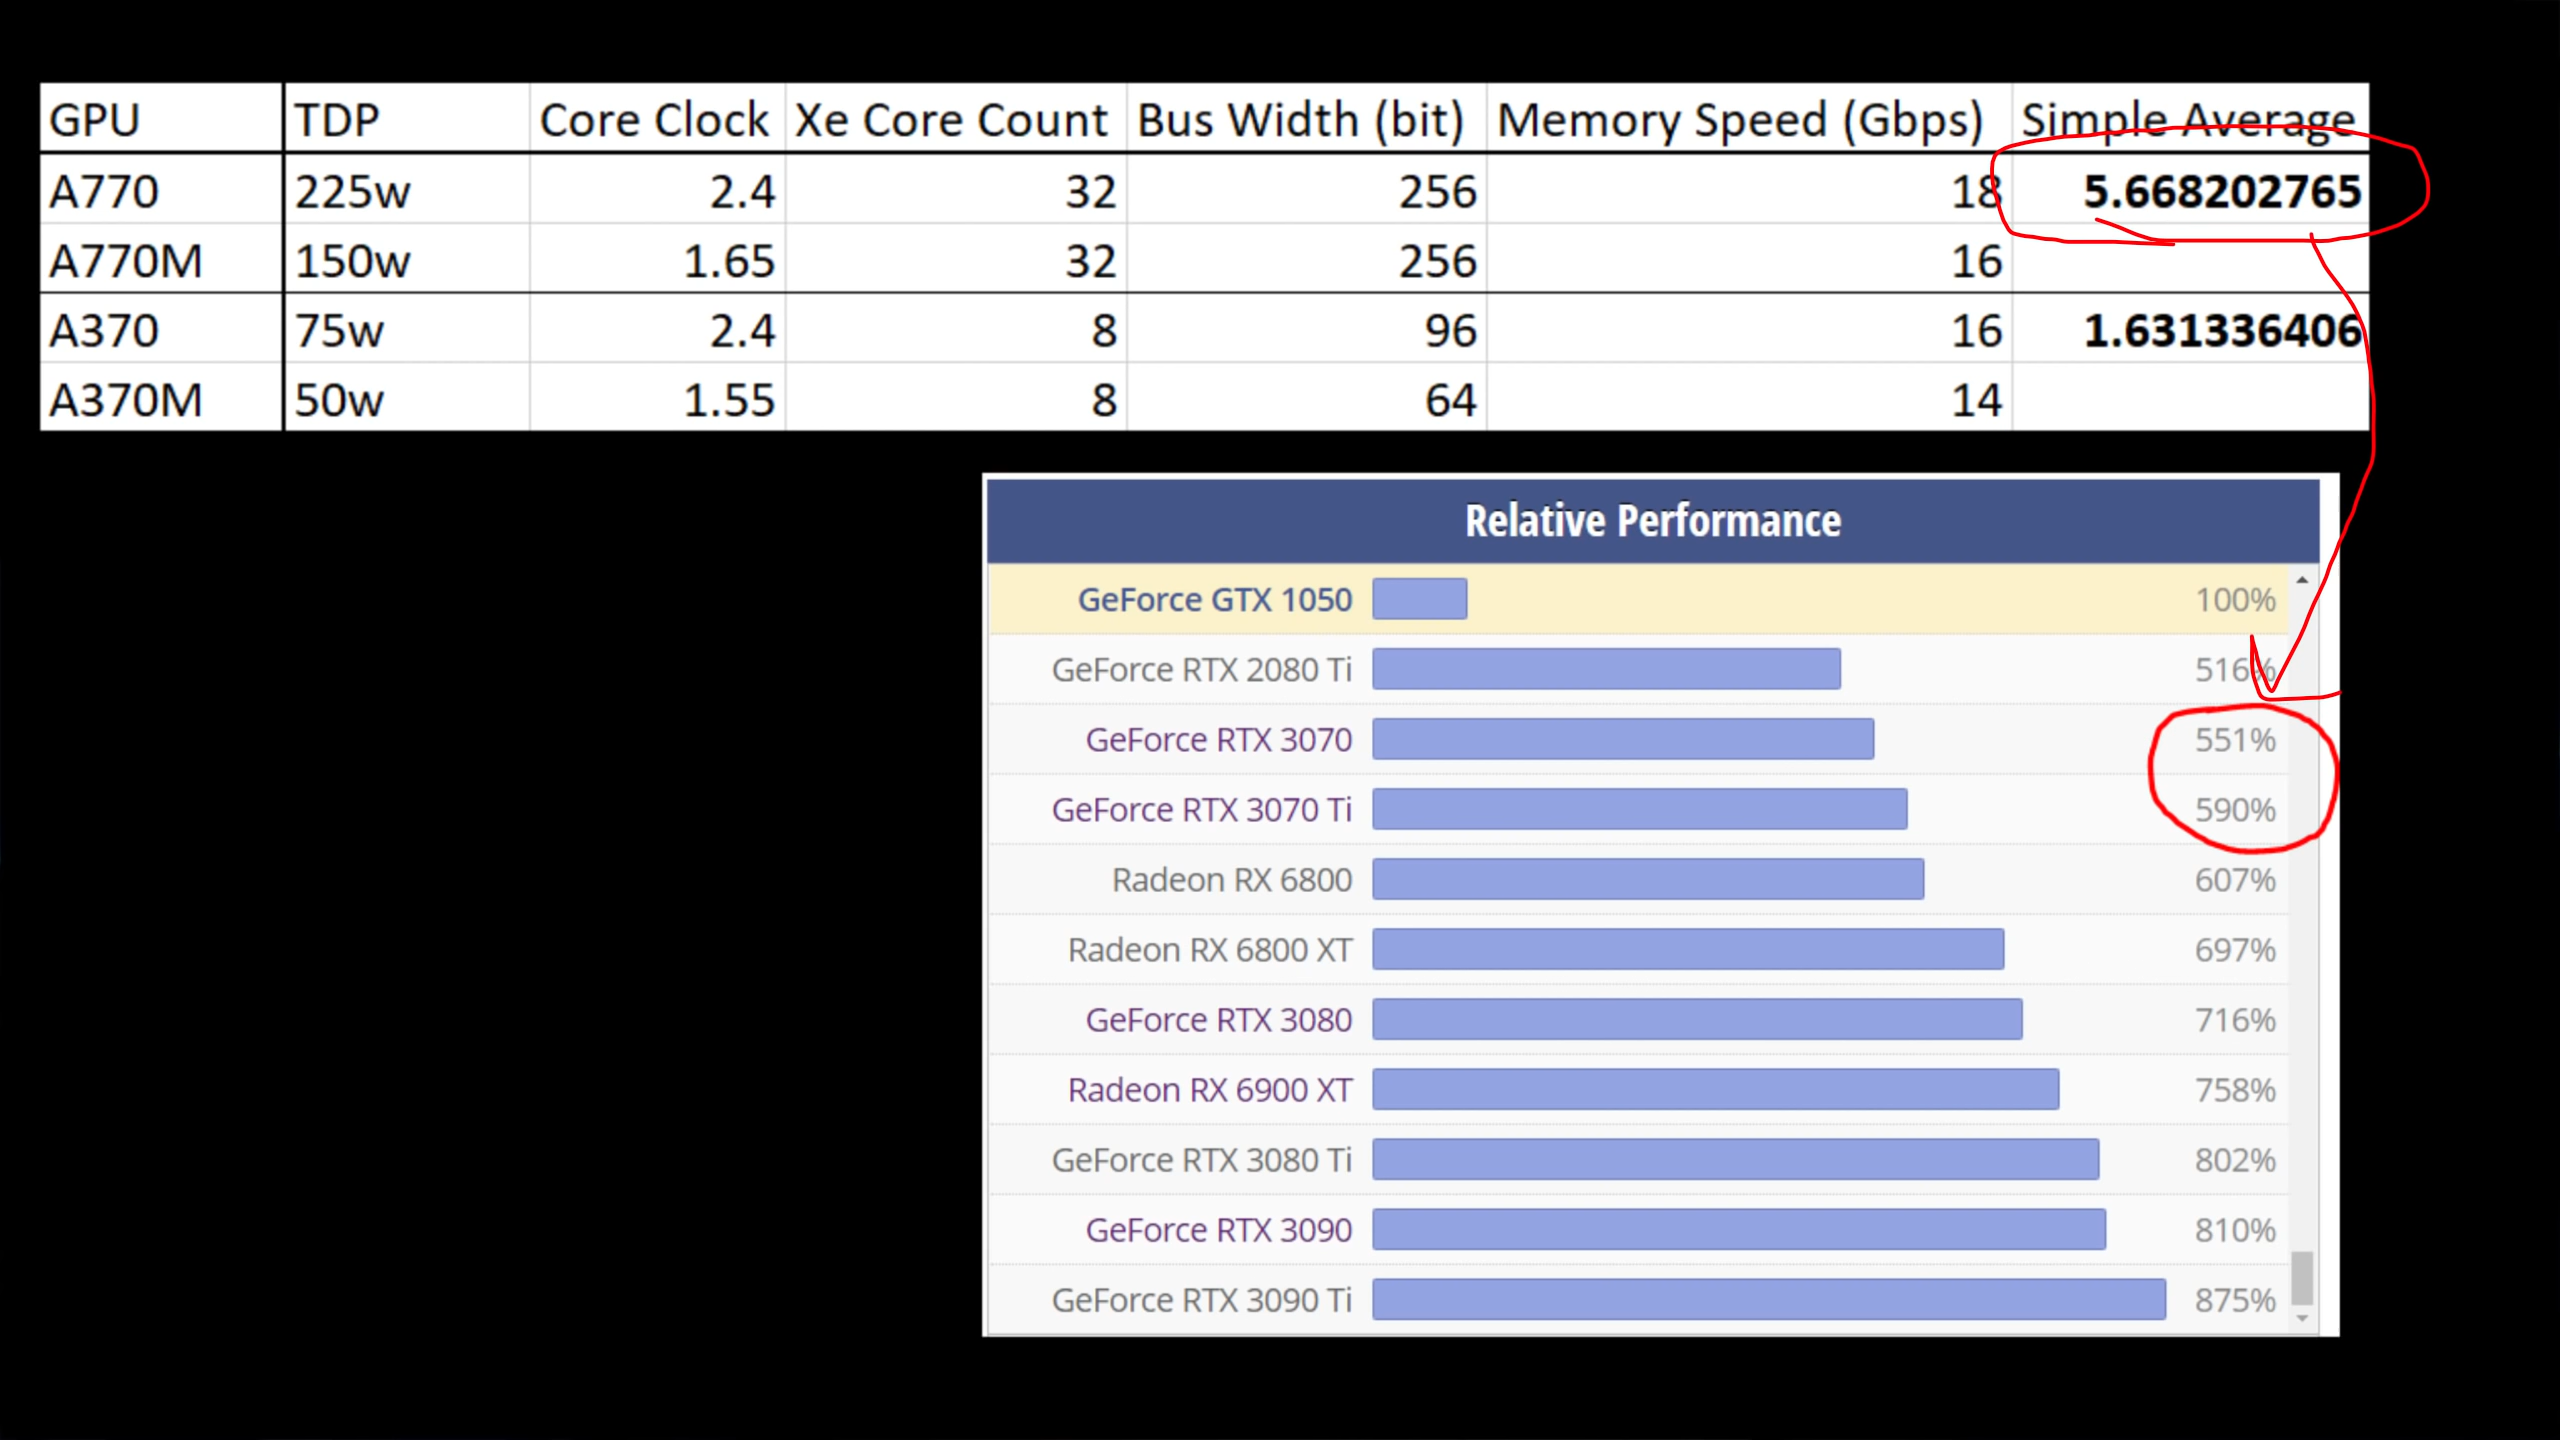 GPU TDP Core Clock Xe Core Count Bus Width (bit) Memory Speed (Gbps) Simple Average
A770 225w 2.4 32 256 18 5.668202765
A770M 150w 1.65 32 256 16
A370 75w 2.4 8 96 16 1.631336406
A370M 50w 1.55 8 64 14
Relative Performance
GeForce GTX 1050 100%
GeForce RTX 2080 Ti 516%
GeForce RTX 3070 551%
GeForce RTX 3070 Ti 590%
Radeon RX 6800 607%
Radeon RX 6800 XT 697%
GeForce RTX 3080 716%
Radeon RX 6900 XT 758%
GeForce RTX 3080 Ti 802%
GeForce RTX 3090 810%
GeForce RTX 3090 Ti 875%